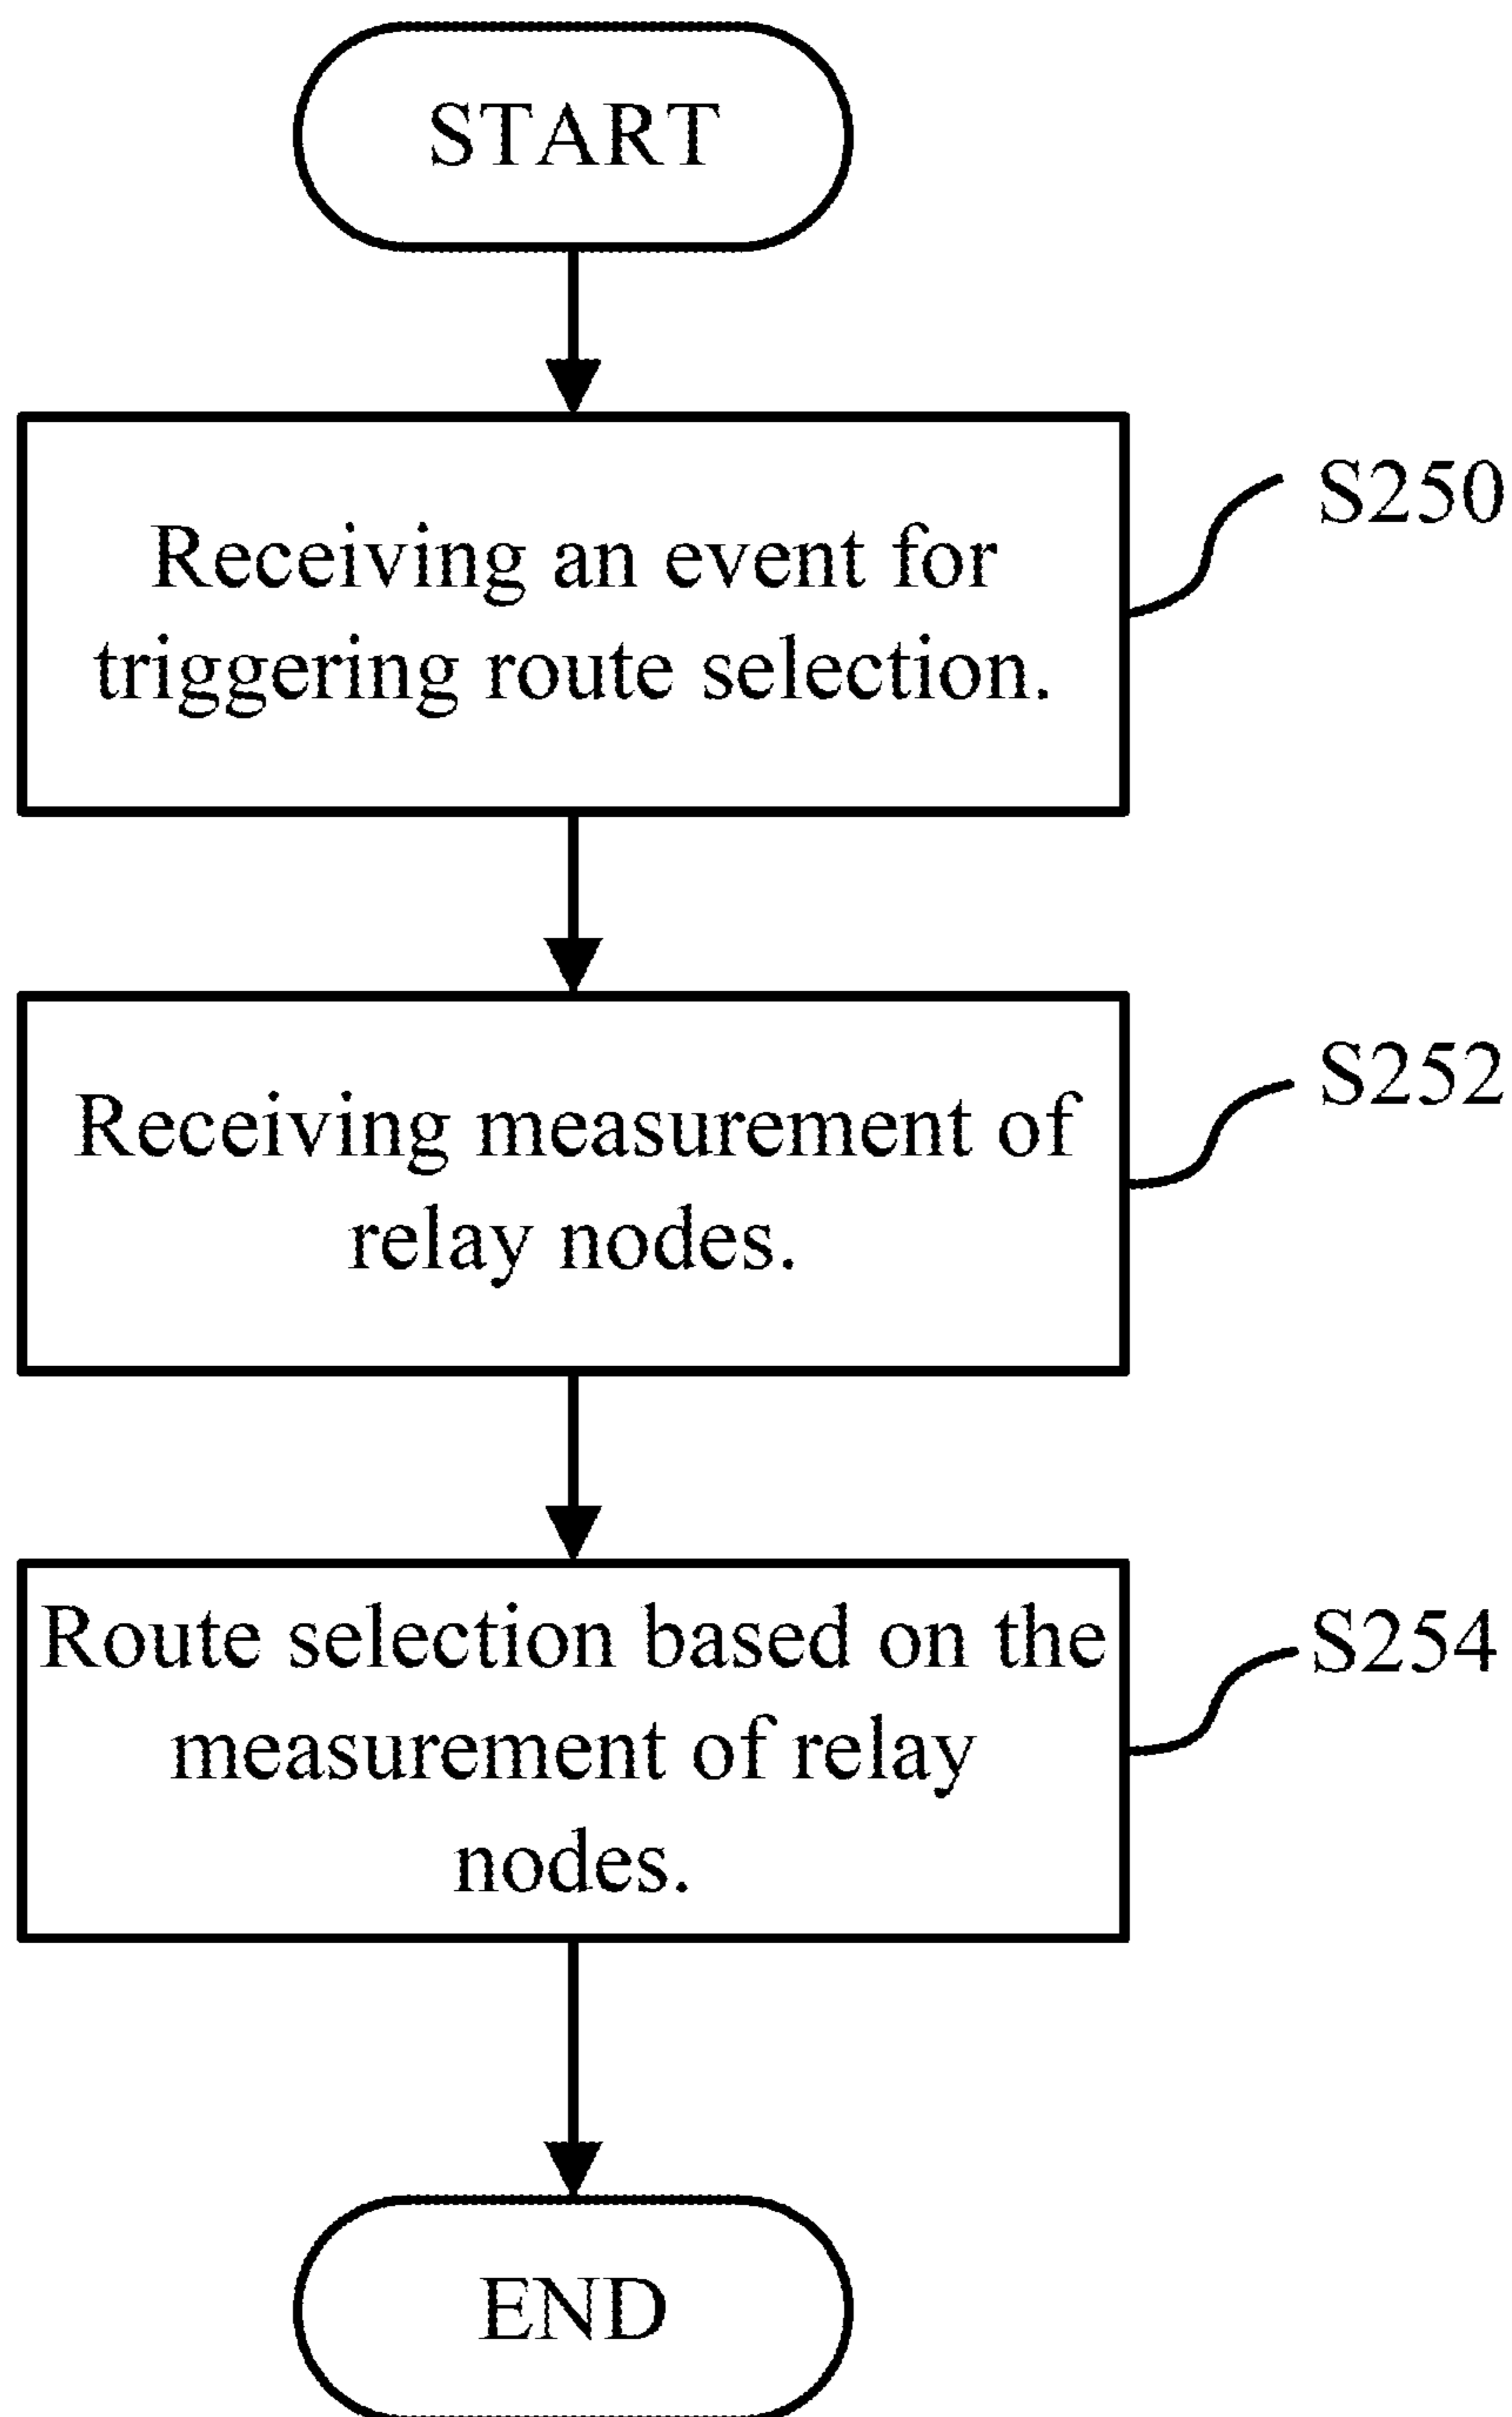 START
Receiving an event for
triggering route selection.
S250
Receiving measurement of
relay nodes.
S252
Route selection based on the
measurement of relay
nodes.
S254
END